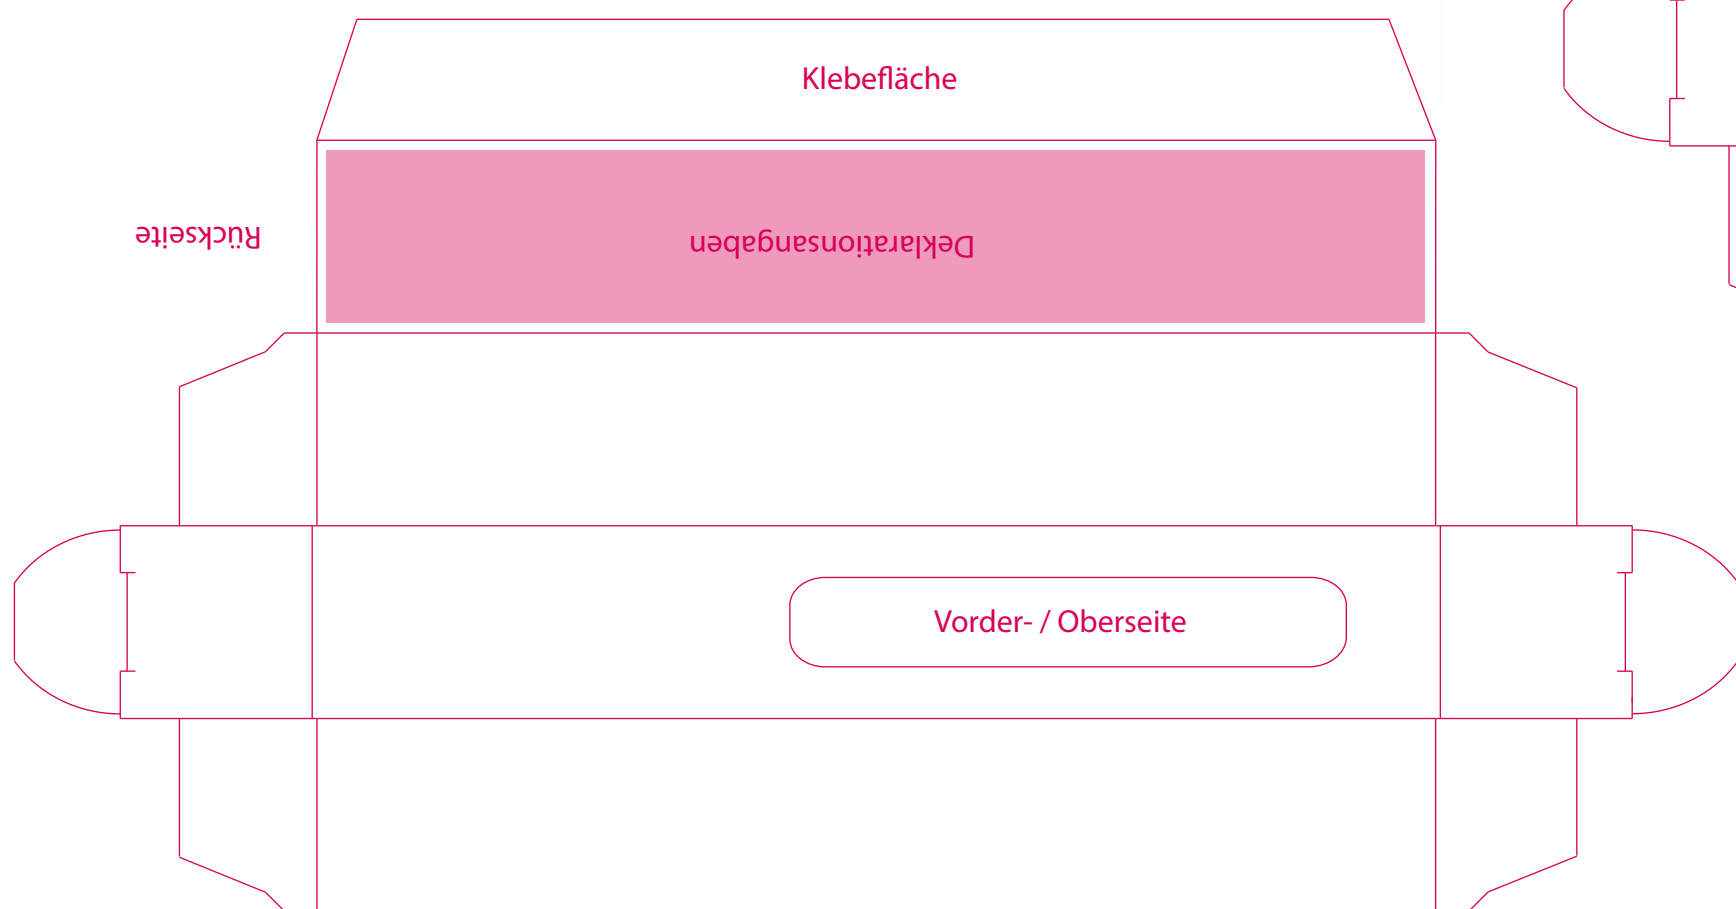 Klebefläche
Rückseite
Deklarationsangaben
Vorder- / Oberseite